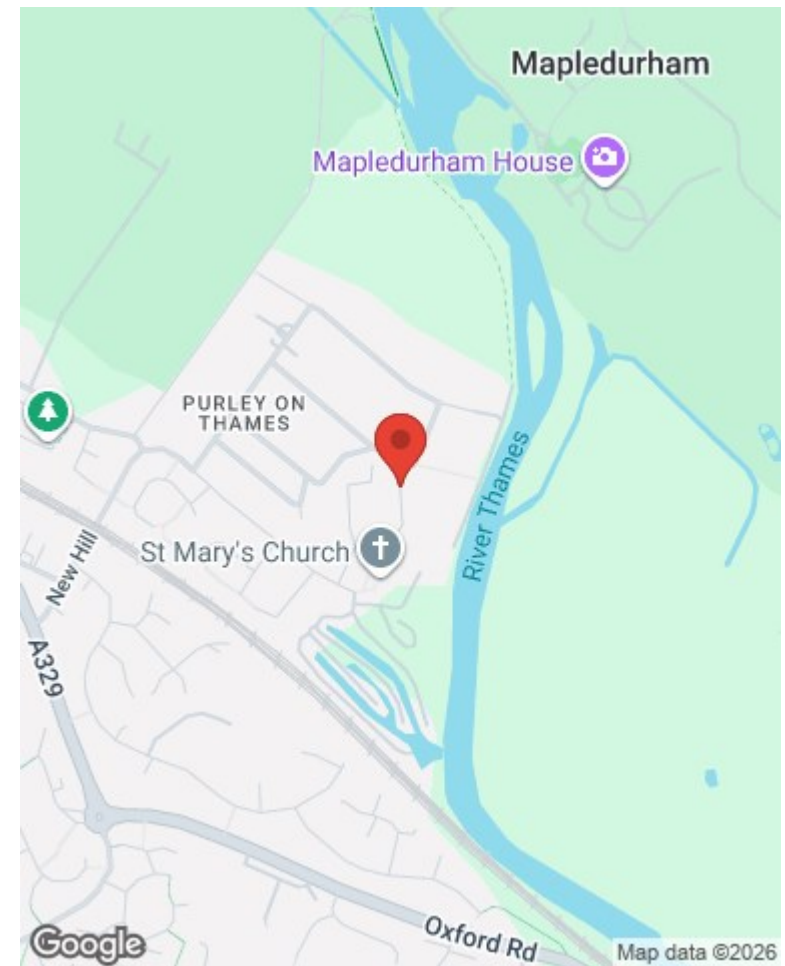 Mapledurham
Mapledurham House
PURLEY ON
THAMES
River Thames
St Mary's Church
New Hill
A329
Oxford Rd
Google
Map data ©2026